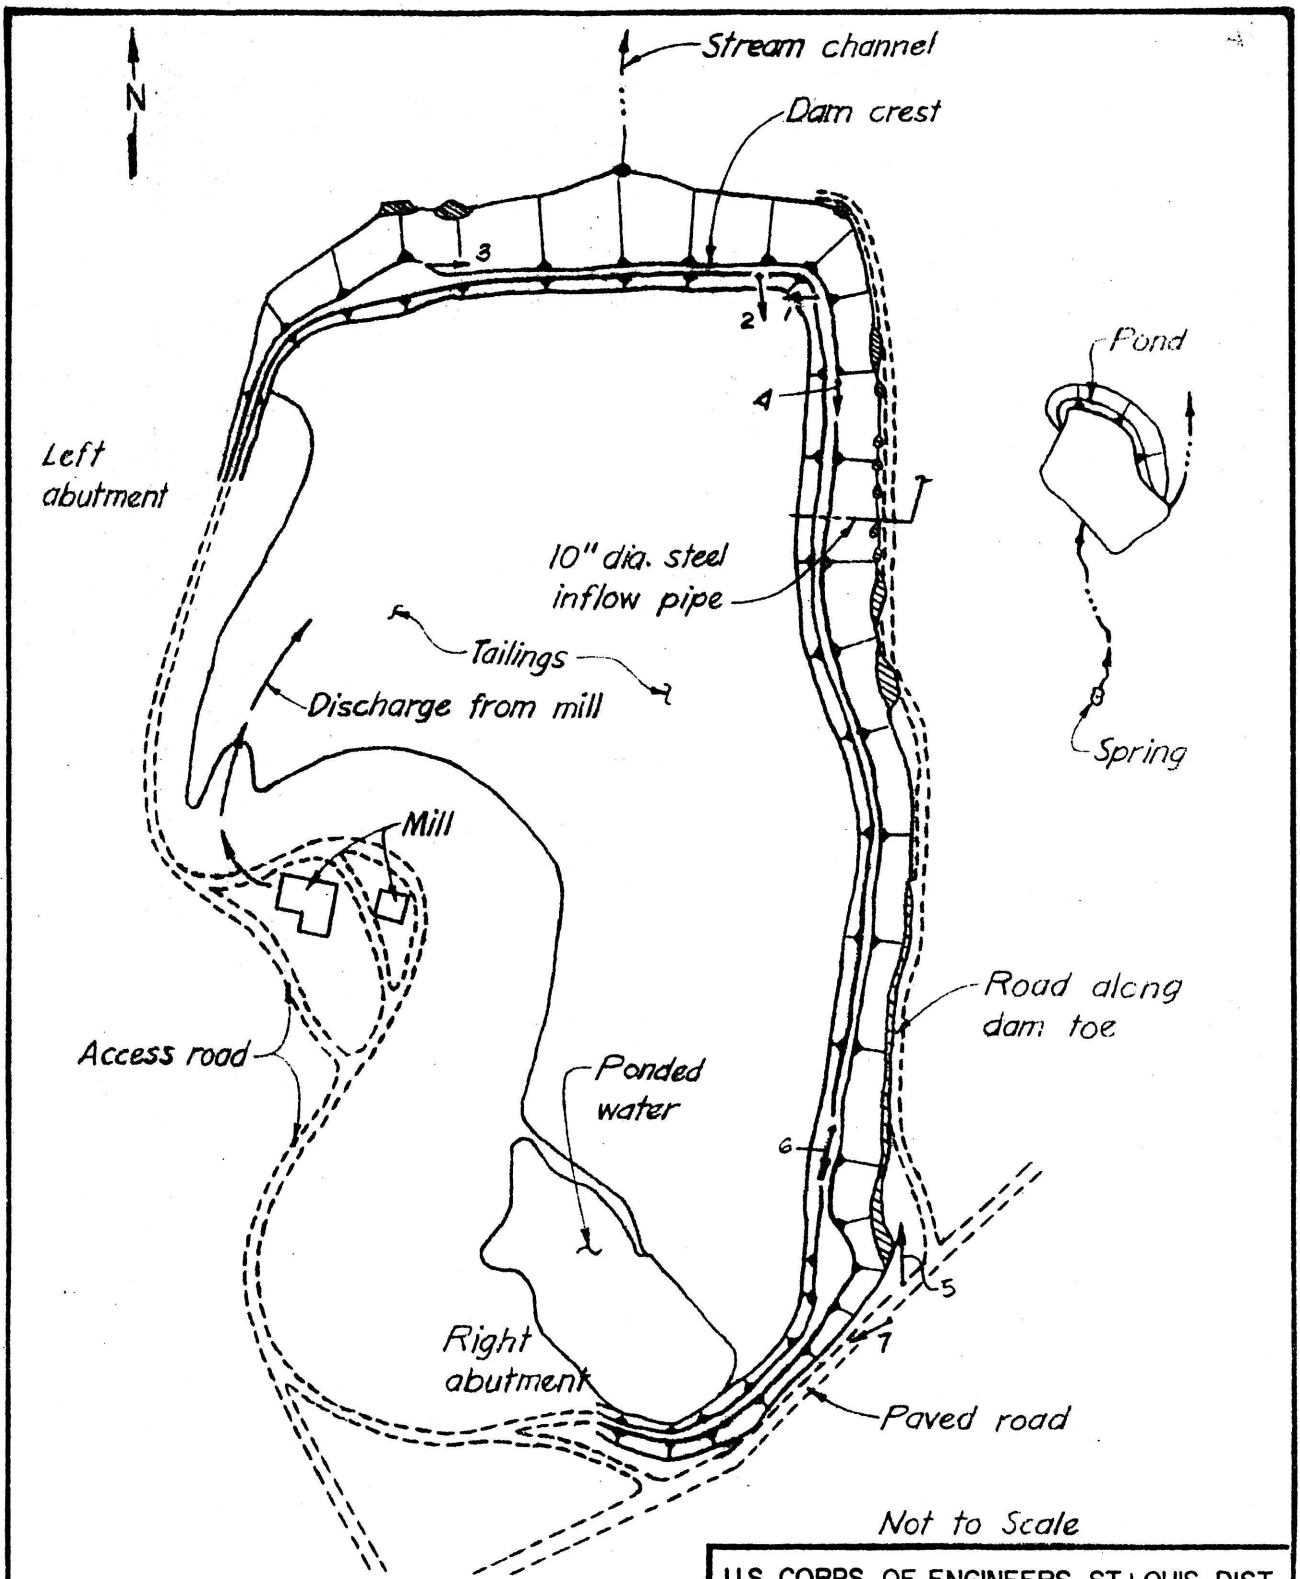 Stream channel
N
Dam crest
3
2
1
Pond
4
Left
abutment
10" dia. steel
inflow pipe
Tailings
Discharge from mill
Spring
Mill
Road along
dam toe
Access road
Ponded
water
6
5
Right
abutment
7
Paved road
Not to Scale
U.S. CORPS OF ENGINEERS ST. LOUIS DIST.